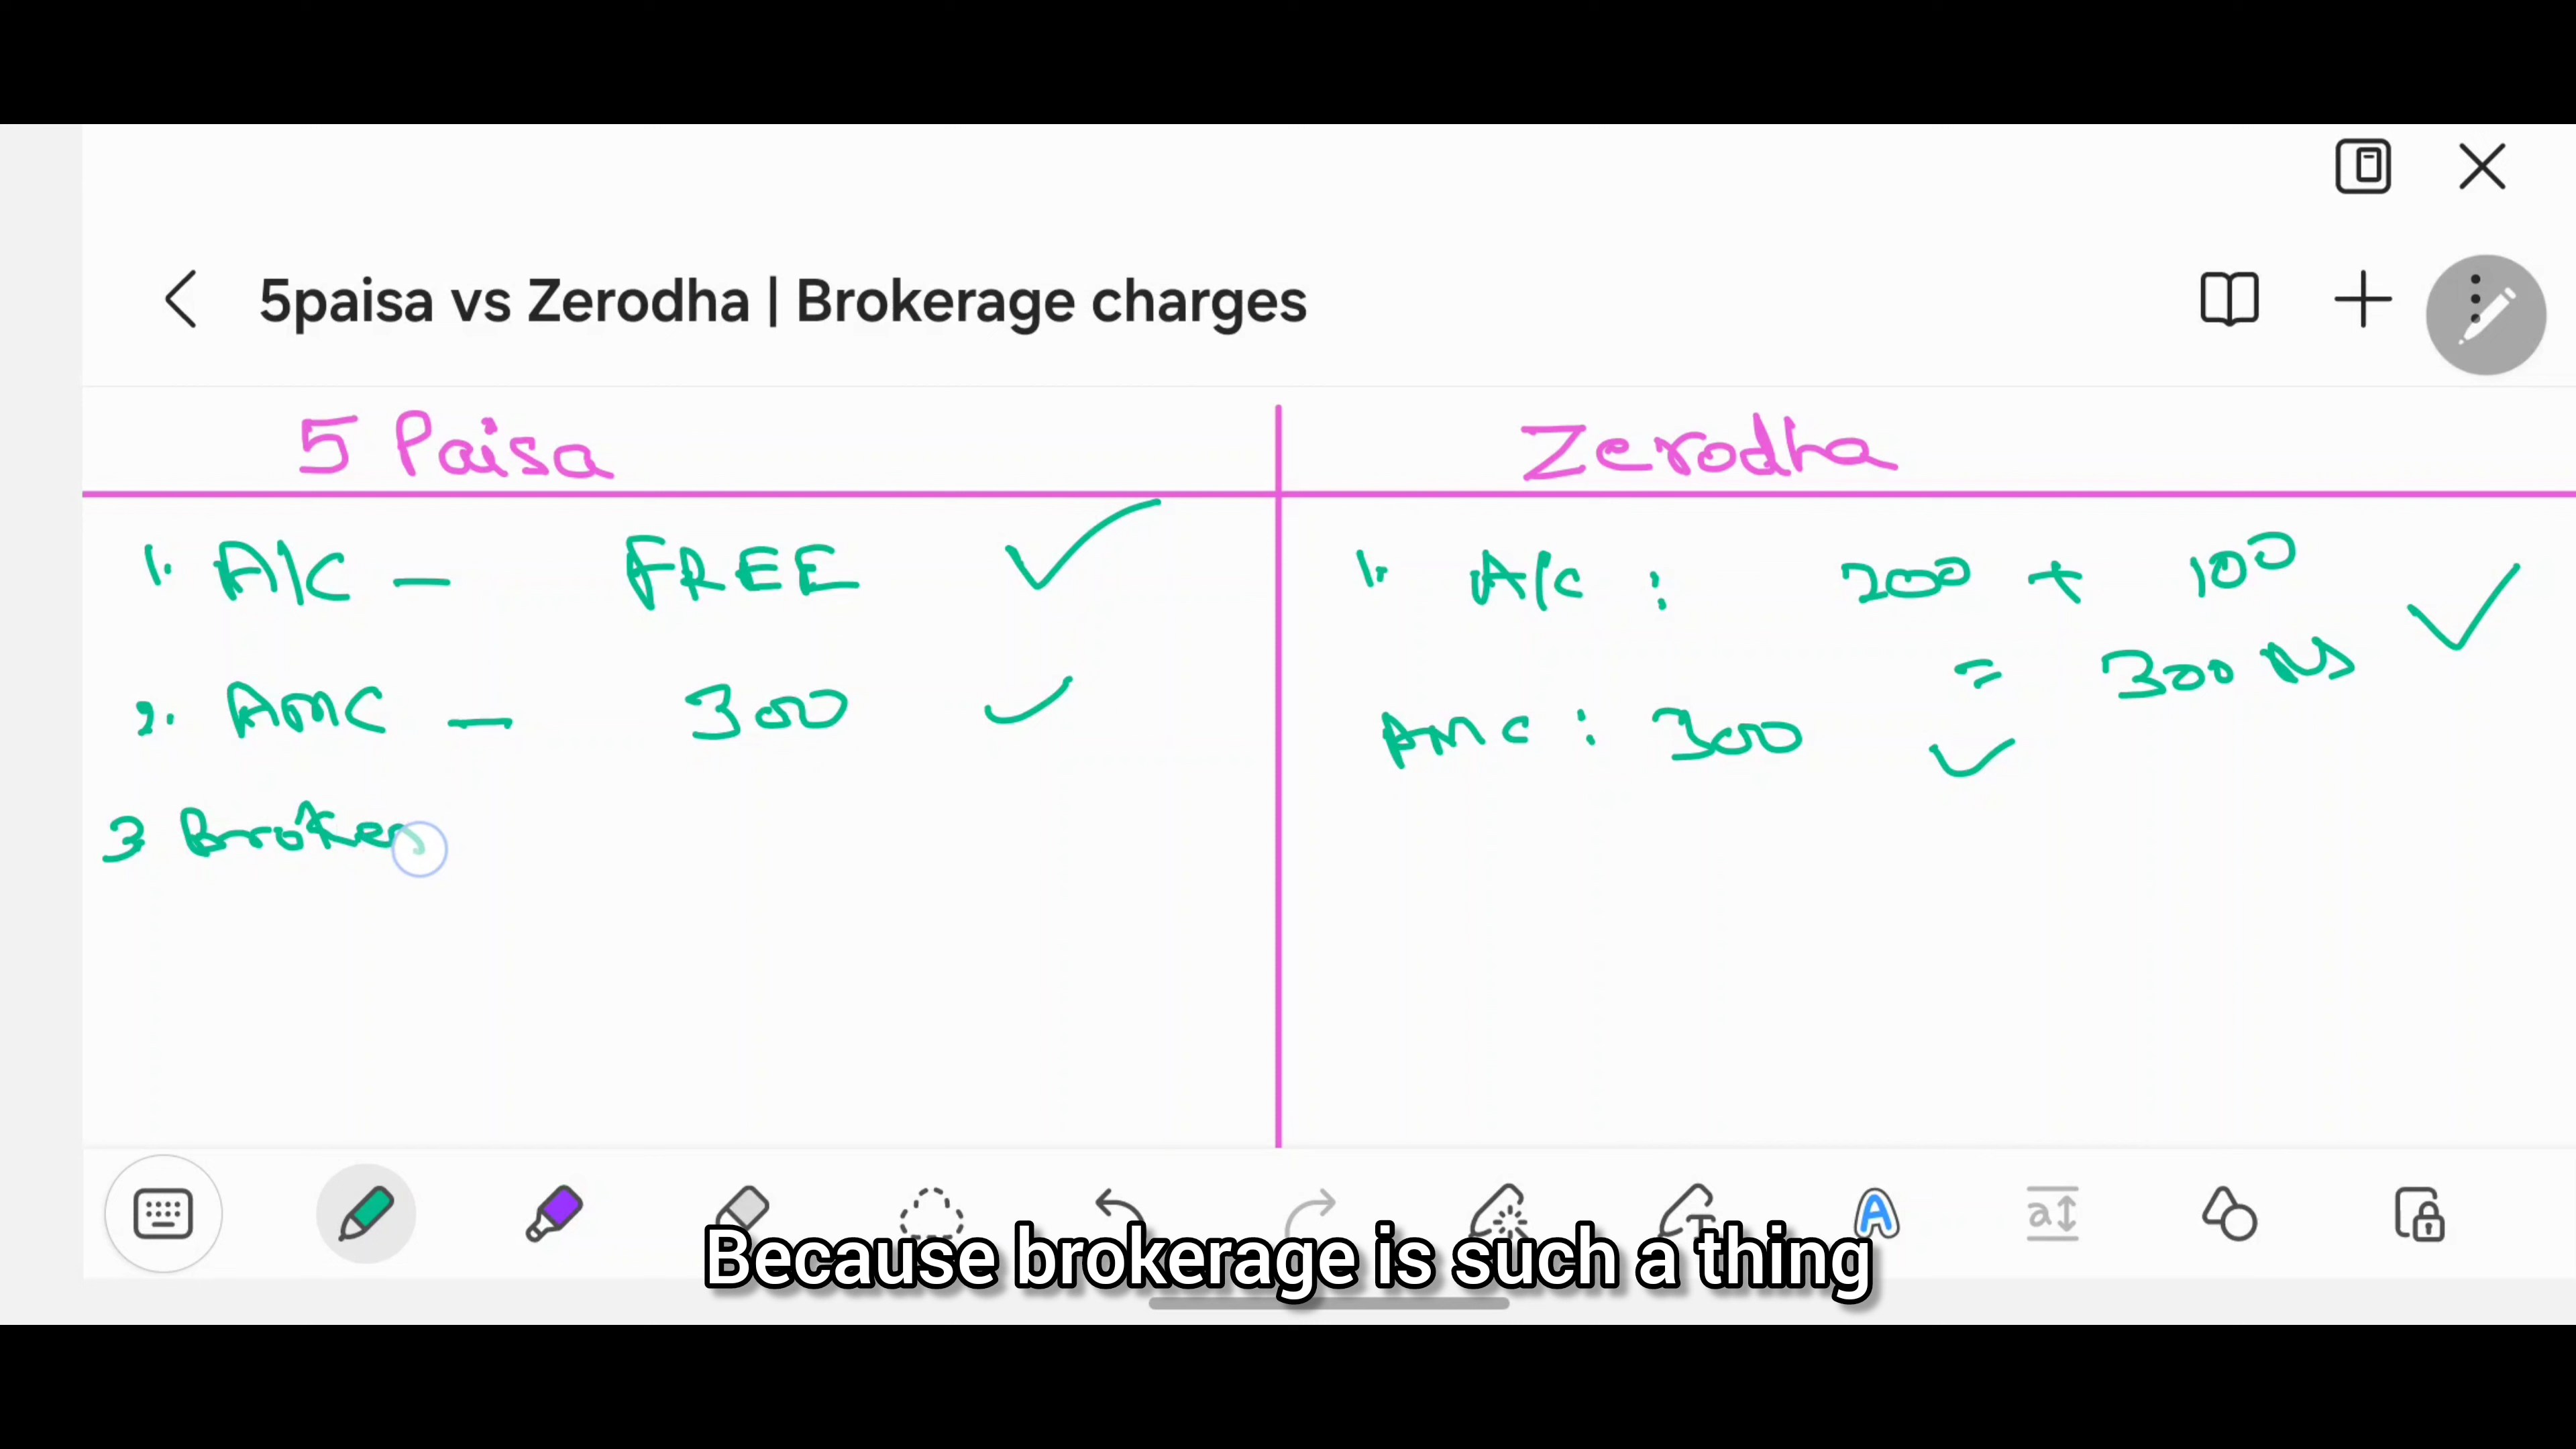 5paisa vs Zerodha | Brokerage charges
5 Paisa
Zerodha
1. A/C — FREE
2. AMC — 300
3 Broker
1. A/C : 200 + 100
= 300 Rs
AMC : 300
Because brokerage is such a thing